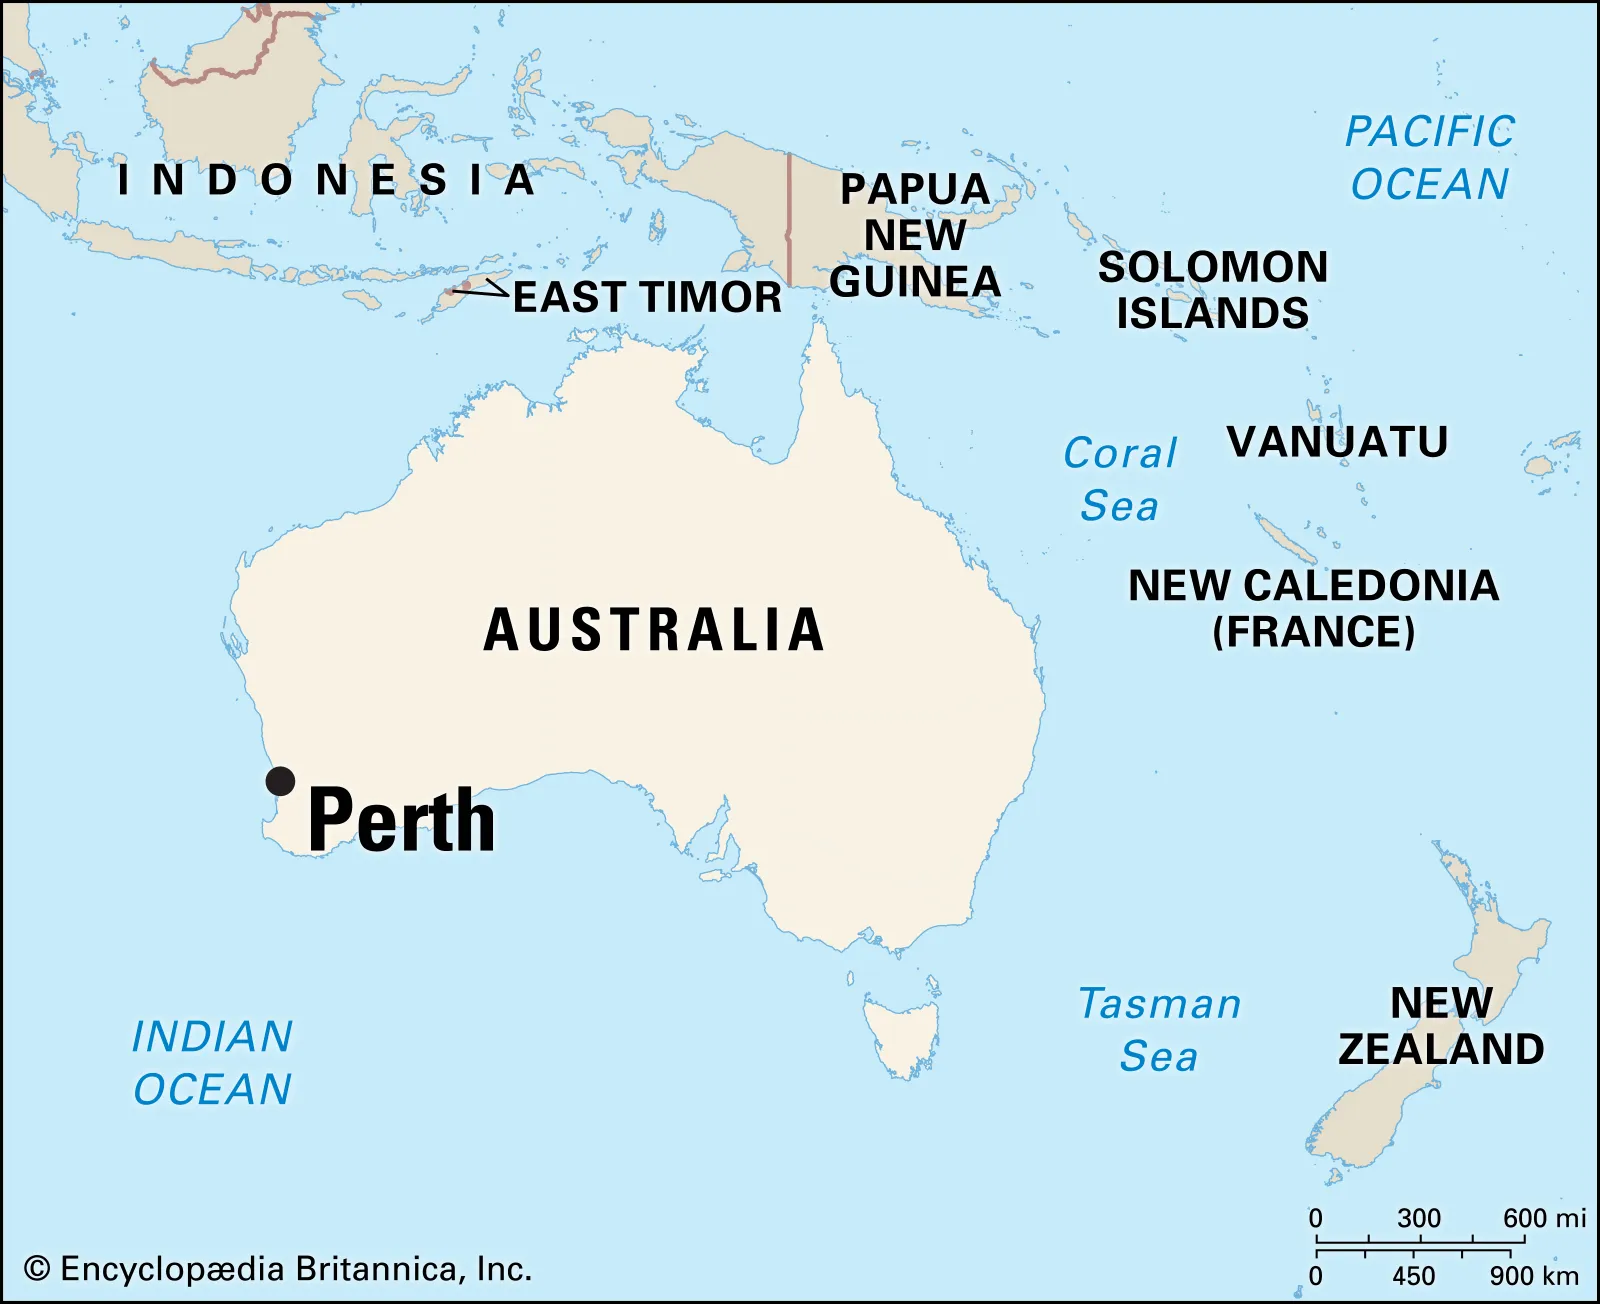 PACIFIC
OCEAN
INDONESIA
PAPUA
NEW
GUINEA
SOLOMON
ISLANDS
EAST TIMOR
Coral
Sea
VANUATU
NEW CALEDONIA
(FRANCE)
AUSTRALIA
Perth
INDIAN
OCEAN
Tasman
Sea
NEW
ZEALAND
0 300 600 mi
0 450 900 km
© Encyclopædia Britannica, Inc.